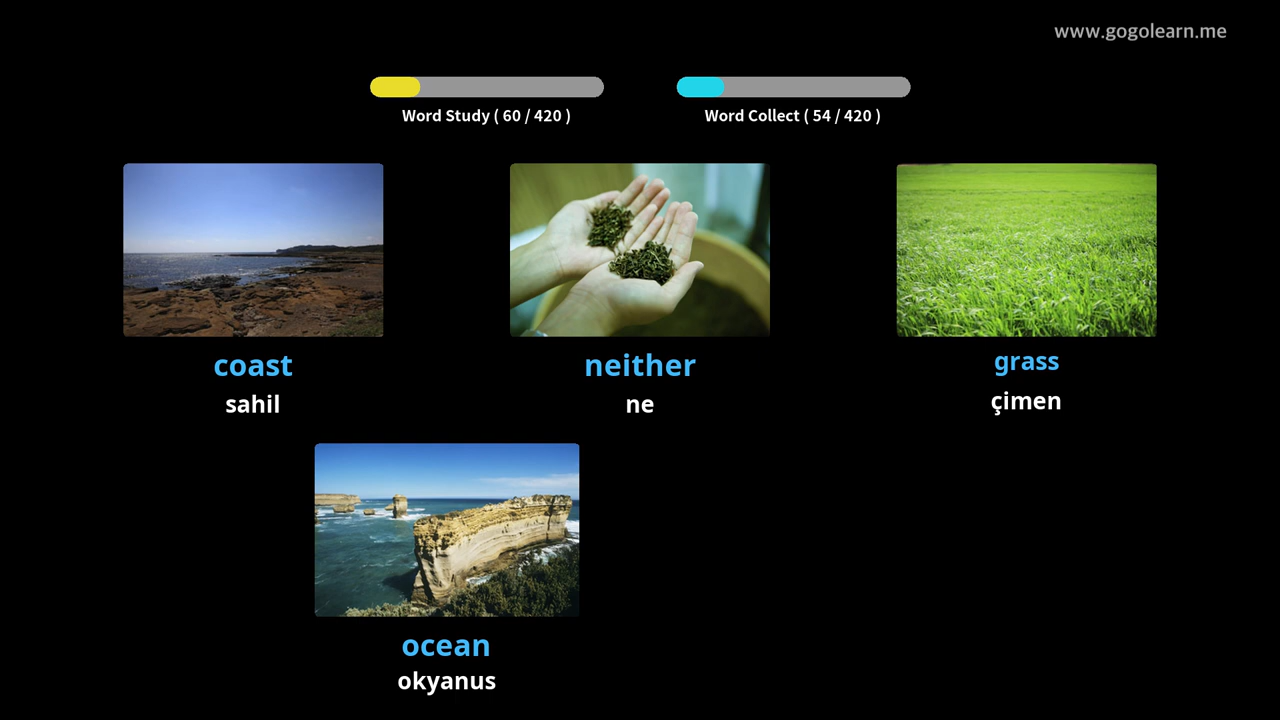 www.gogolearn.me
Word Study ( 60 / 420 )
Word Collect ( 54 / 420 )
coast
sahil
neither
ne
grass
çimen
ocean
okyanus